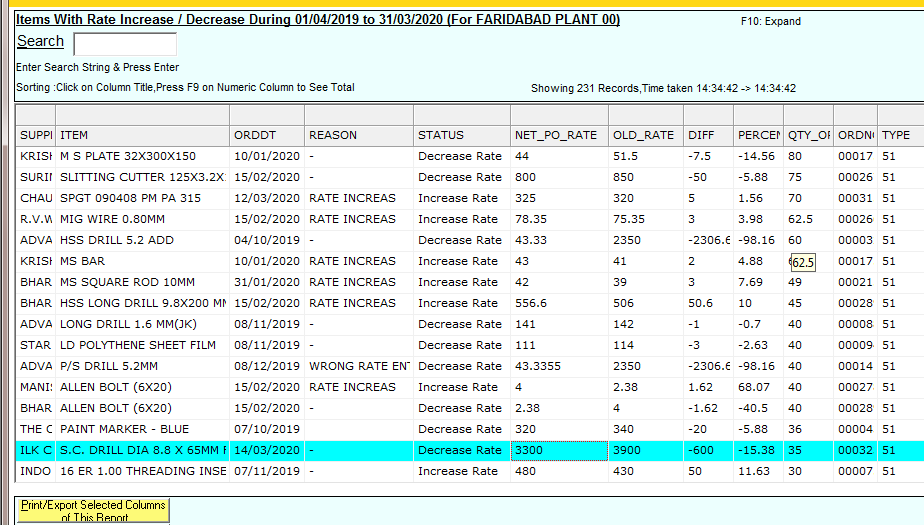 Items With Rate Increase / Decrease During 01/04/2019 to 31/03/2020 (For FARIDABAD PLANT 00)
F10: Expand
Search
Enter Search String & Press Enter
Sorting :Click on Column Title,Press F9 on Numeric Column to See Total
Showing 231 Records,Time taken 14:34:42 -> 14:34:42
SUPPI ITEM ORDDT REASON STATUS NET_PO_RATE OLD_RATE DIFF PERCEN QTY_OF ORDNO TYPE
KRISH M S PLATE 32X300X150 10/01/2020 - Decrease Rate 44 51.5 -7.5 -14.56 80 00017 51
SURIN SLITTING CUTTER 125X3.2X 15/02/2020 - Decrease Rate 800 850 -50 -5.88 75 00026 51
CHAU SPGT 090408 PM PA 315 12/03/2020 RATE INCREAS Increase Rate 325 320 5 1.56 70 00031 51
R.V.W MIG WIRE 0.80MM 15/02/2020 RATE INCREAS Increase Rate 78.35 75.35 3 3.98 62.5 00026 51
ADVA HSS DRILL 5.2 ADD 04/10/2019 - Decrease Rate 43.33 2350 -2306.6 -98.16 60 00003 51
KRISH MS BAR 10/01/2020 RATE INCREAS Increase Rate 43 41 2 4.88 62.5 00017 51
BHAR MS SQUARE ROD 10MM 31/01/2020 RATE INCREAS Increase Rate 42 39 3 7.69 49 00021 51
BHAR HSS LONG DRILL 9.8X200 MM 15/02/2020 RATE INCREAS Increase Rate 556.6 506 50.6 10 45 00028 51
ADVA LONG DRILL 1.6 MM(JK) 08/11/2019 - Decrease Rate 141 142 -1 -0.7 40 00008 51
STAR LD POLYTHENE SHEET FILM 08/11/2019 - Decrease Rate 111 114 -3 -2.63 40 00009 51
ADVA P/S DRILL 5.2MM 08/12/2019 WRONG RATE ENT Decrease Rate 43.3355 2350 -2306.6 -98.16 40 00014 51
MANIS ALLEN BOLT (6X20) 15/02/2020 RATE INCREAS Increase Rate 4 2.38 1.62 68.07 40 00027 51
BHAR ALLEN BOLT (6X20) 15/02/2020 - Decrease Rate 2.38 4 -1.62 -40.5 40 00028 51
THE C PAINT MARKER - BLUE 07/10/2019 Decrease Rate 320 340 -20 -5.88 36 00004 51
ILK C S.C. DRILL DIA 8.8 X 65MM F 14/03/2020 - Decrease Rate 3300 3900 -600 -15.38 35 00032 51
INDO 16 ER 1.00 THREADING INSE 07/11/2019 - Increase Rate 480 430 50 11.63 30 00007 51
Print/Export Selected Columns
of This Report